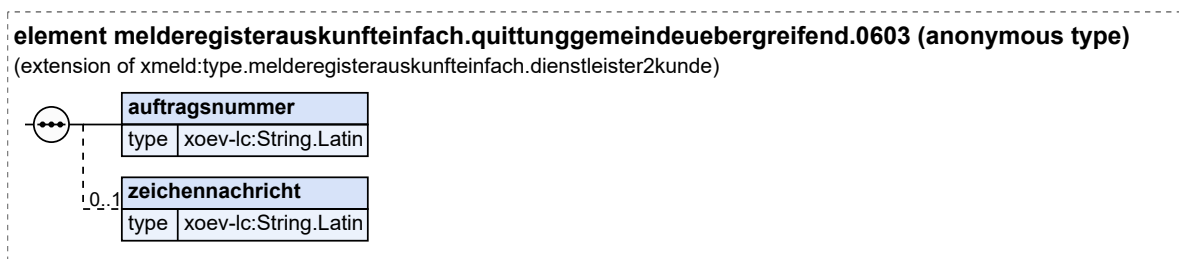 element melderegisterauskunfteinfach.quittunggemeindeuebergreifend.0603 (anonymous type)
(extension of xmeld:type.melderegisterauskunfteinfach.dienstleister2kunde)
auftragsnummer
type xoev-lc:String.Latin
0..1 zeichennachricht
type xoev-lc:String.Latin